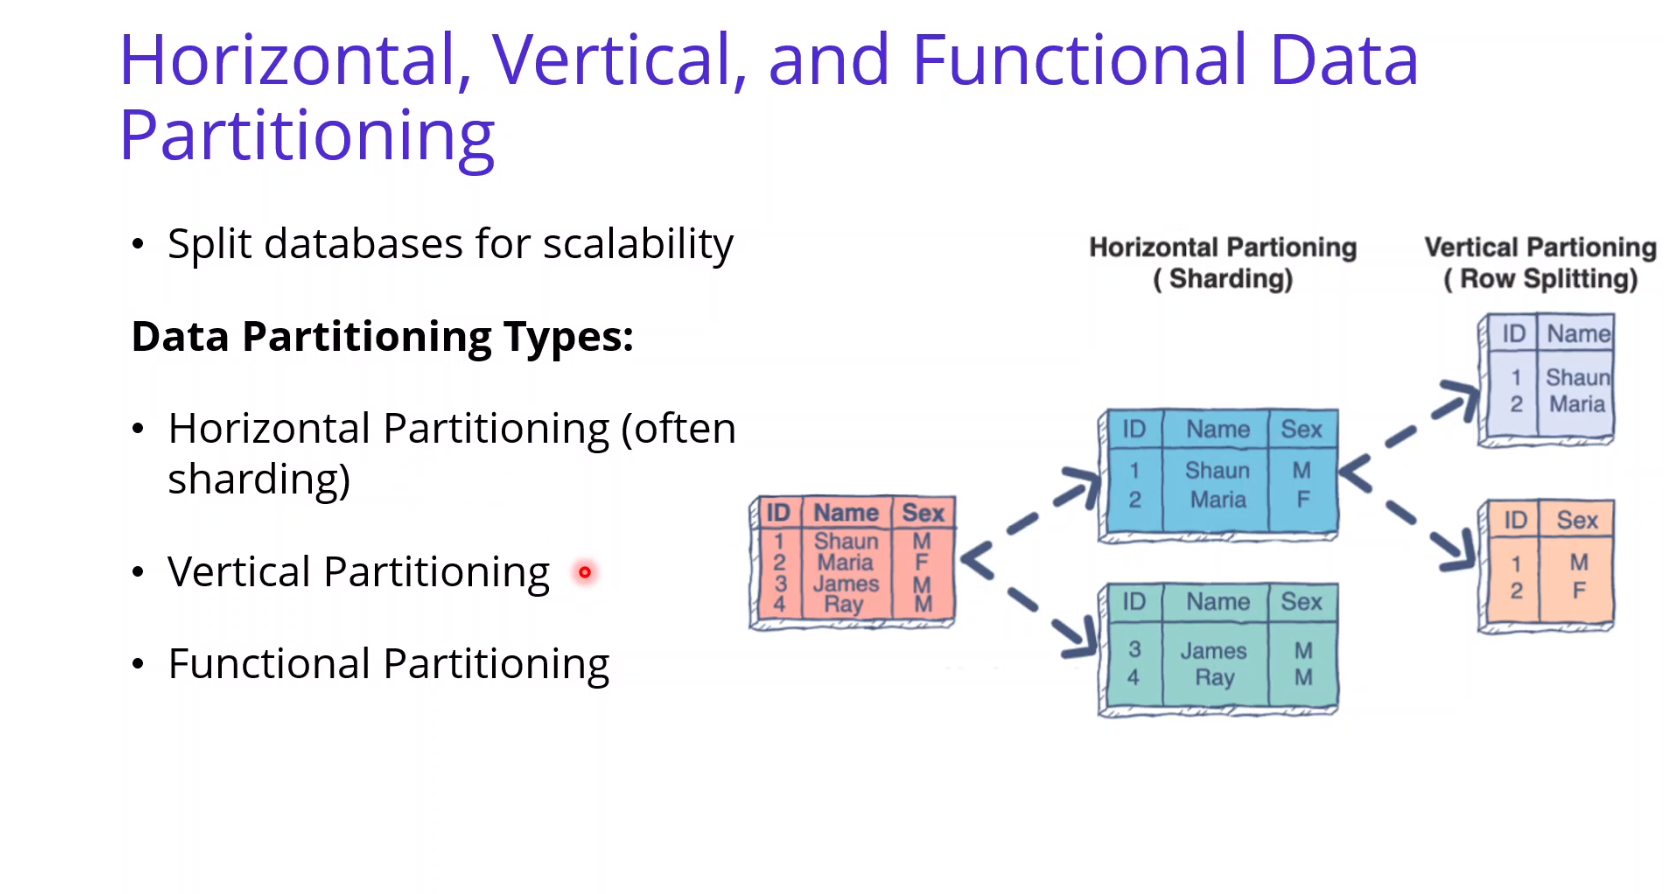 Horizontal, Vertical, and Functional Data
Partitioning
• Split databases for scalability
Data Partitioning Types:
• Horizontal Partitioning (often
sharding)
• Vertical Partitioning
• Functional Partitioning
ID Name Sex
1 Shaun M
2 Maria F
3 James M
4 Ray M
Horizontal Partioning
( Sharding)
ID Name Sex
1 Shaun M
2 Maria F
ID Name Sex
3 James M
4 Ray M
Vertical Partioning
( Row Splitting)
ID Name
1 Shaun
2 Maria
ID Sex
1 M
2 F